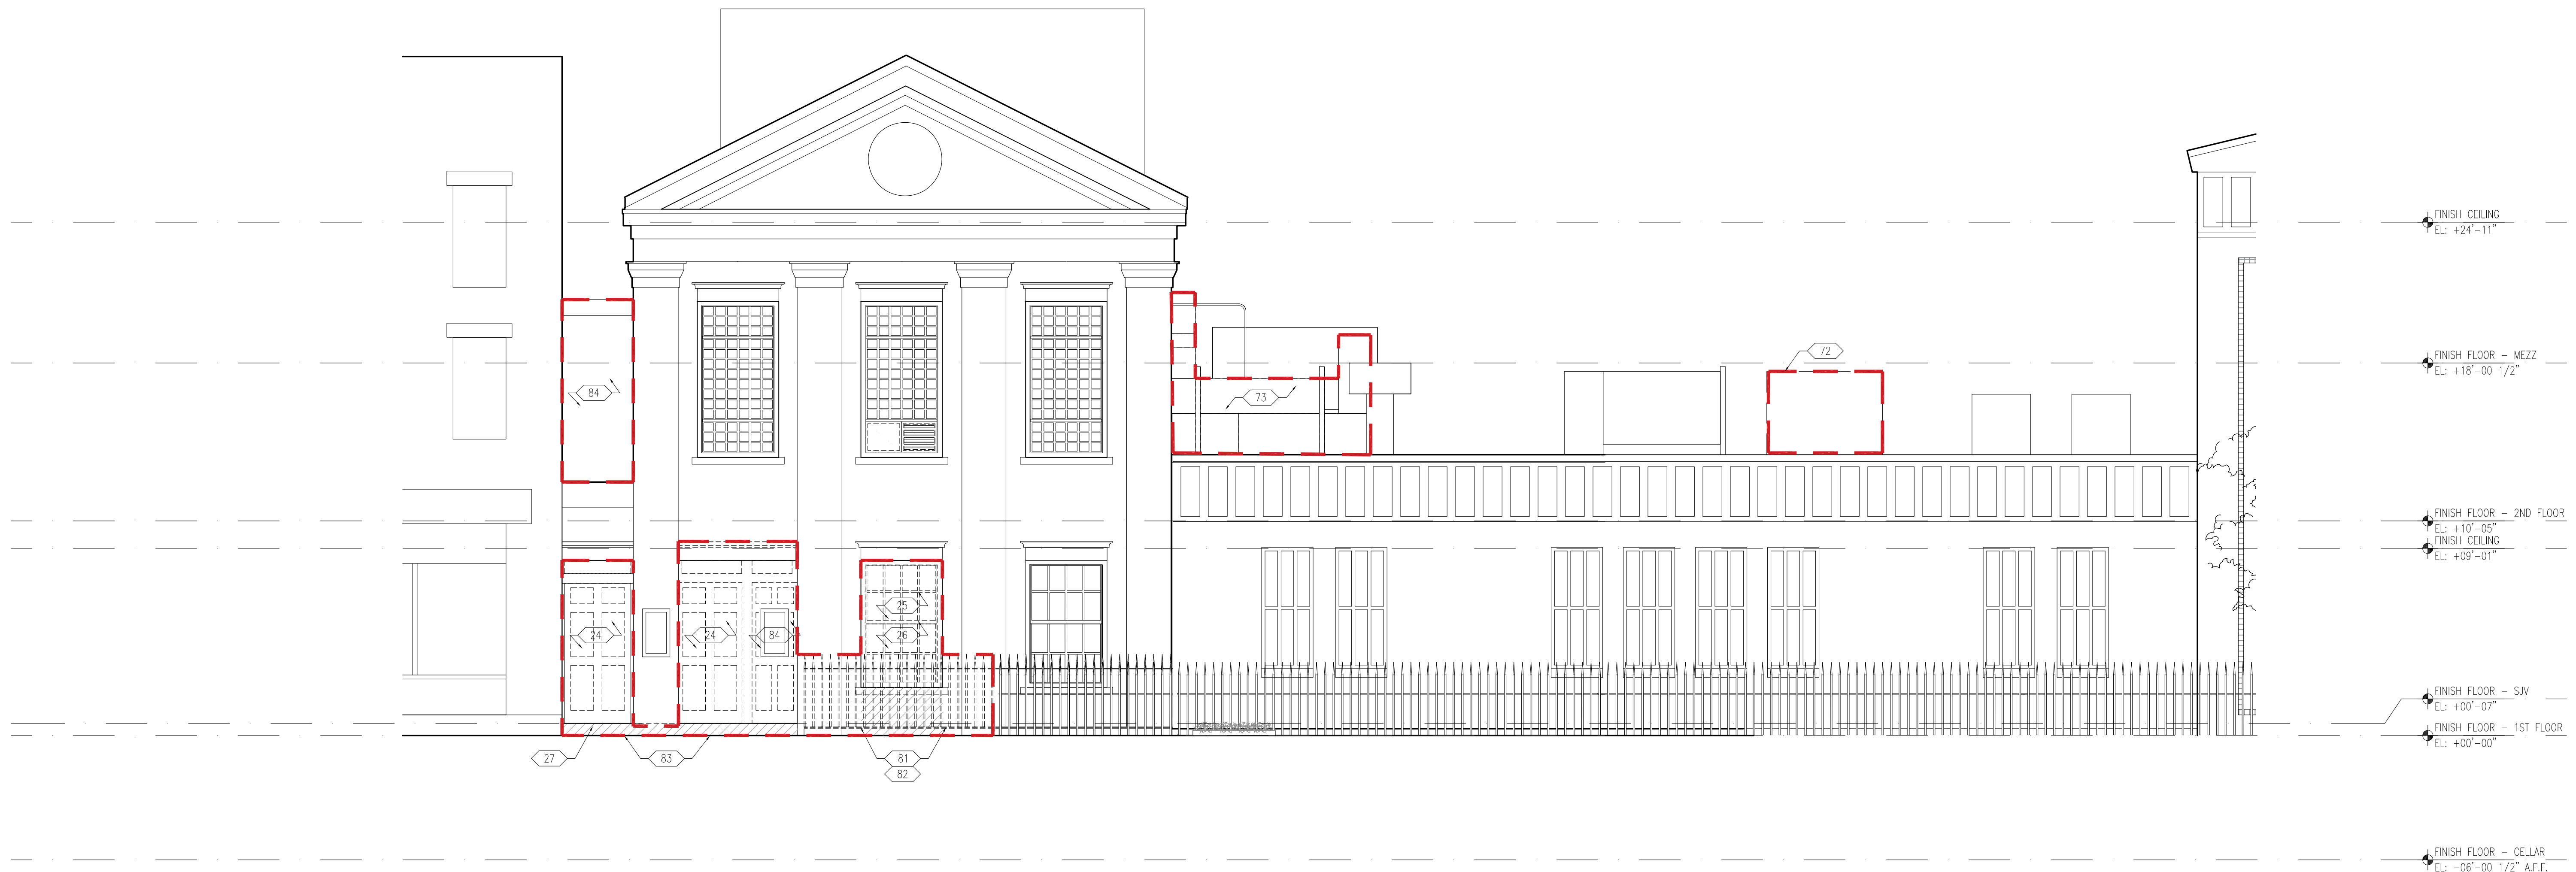 FINISH CEILING
EL: +24'-11"
72
FINISH FLOOR - MEZZ
EL: +18'-00 1/2"
84
73
FINISH FLOOR - 2ND FLOOR
EL: +10'-05"
FINISH CEILING
EL: +09'-01"
25
24
24
84
26
FINISH FLOOR - SJV
EL: +00'-07"
FINISH FLOOR - 1ST FLOOR
EL: +00'-00"
27
83
81
82
FINISH FLOOR - CELLAR
EL: -06'-00 1/2" A.F.F.